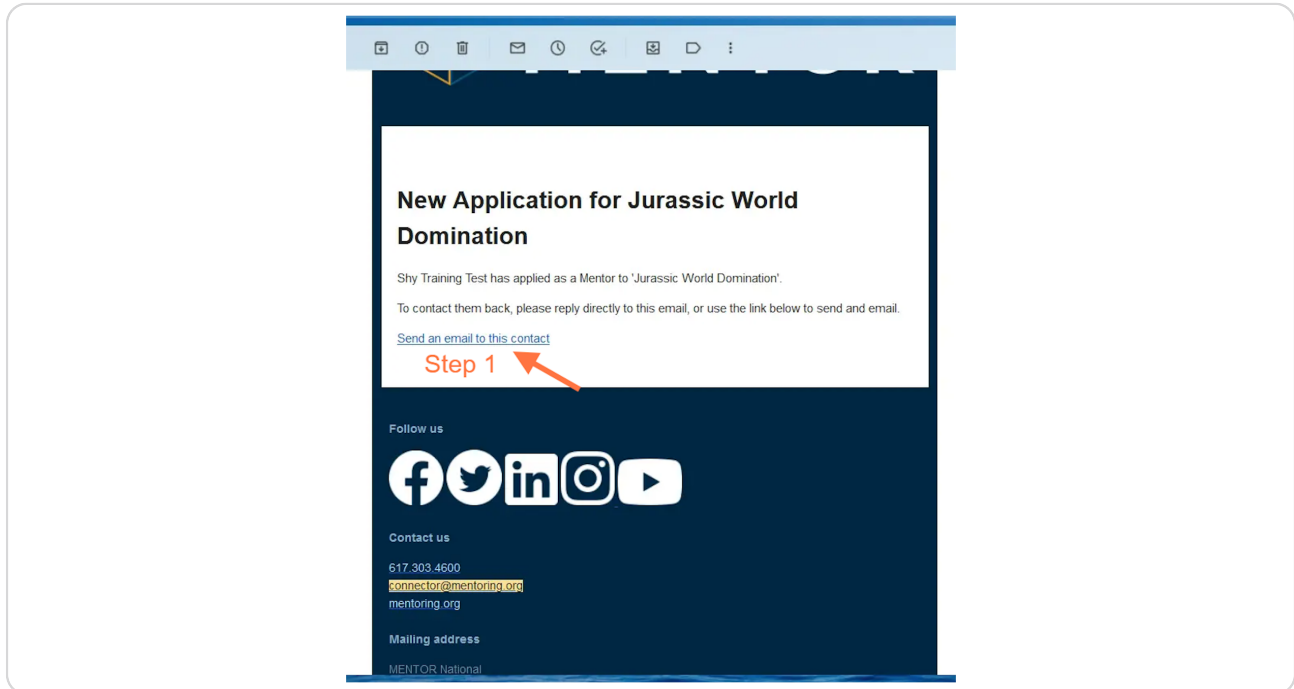 New Application for Jurassic World
Domination
Shy Training Test has applied as a Mentor to 'Jurassic World Domination'.
To contact them back, please reply directly to this email, or use the link below to send and email.
Send an email to this contact
Step 1
Follow us
Contact us
617.303.4600
connector@mentoring.org
mentoring.org
Mailing address
MENTOR National